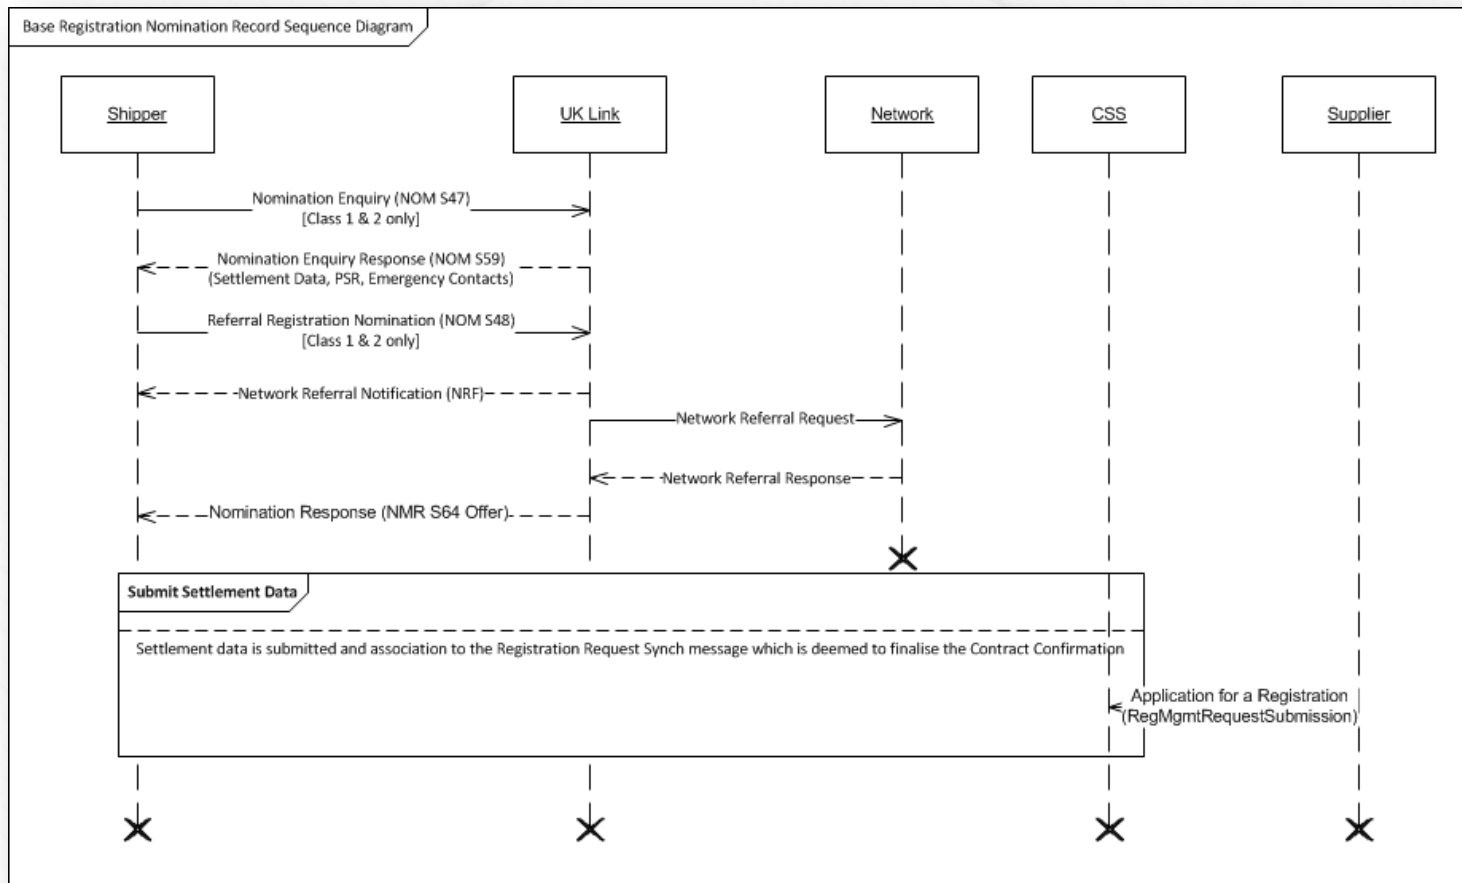 Base Registration Nomination Record Sequence Diagram
Shipper
UK Link
Network
CSS
Supplier
Nomination Enquiry (NOM S47)
[Class 1 & 2 only]
Nomination Enquiry Response (NOM S59)
(Settlement Data, PSR, Emergency Contacts)
Referral Registration Nomination (NOM S48)
[Class 1 & 2 only]
Network Referral Notification (NRF)
Network Referral Request
Network Referral Response
Nomination Response (NMR S64 Offer)
Submit Settlement Data
Settlement data is submitted and association to the Registration Request Synch message which is deemed to finalise the Contract Confirmation
Application for a Registration
(RegMgmtRequestSubmission)